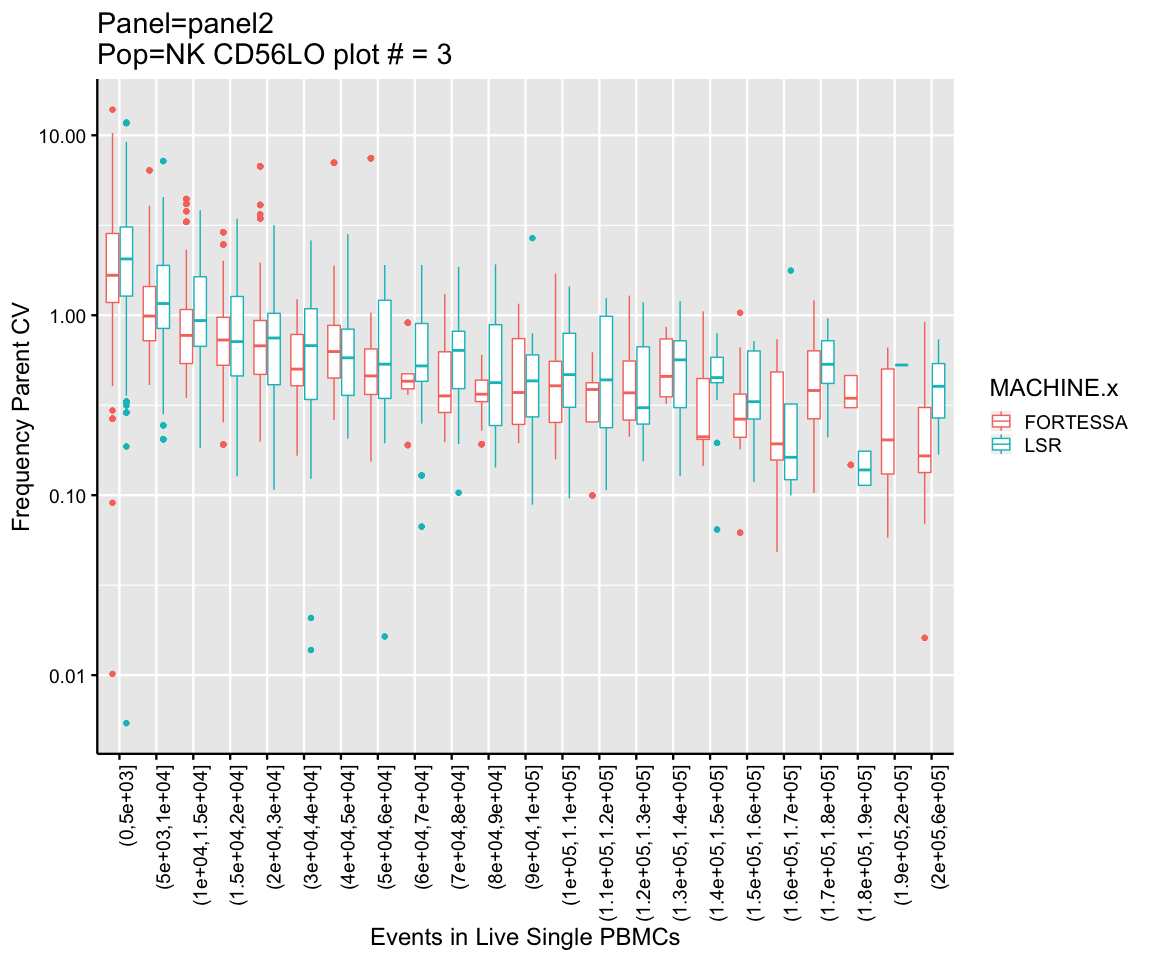 Panel=panel2
Pop=NK CD56LO plot # = 3
Frequency Parent CV
10.00
1.00
0.10
0.01
(0,5e+03]
(5e+03,1e+04]
(1e+04,1.5e+04]
(1.5e+04,2e+04]
(2e+04,3e+04]
(3e+04,4e+04]
(4e+04,5e+04]
(5e+04,6e+04]
(6e+04,7e+04]
(7e+04,8e+04]
(8e+04,9e+04]
(9e+04,1e+05]
(1e+05,1.1e+05]
(1.1e+05,1.2e+05]
(1.2e+05,1.3e+05]
(1.3e+05,1.4e+05]
(1.4e+05,1.5e+05]
(1.5e+05,1.6e+05]
(1.6e+05,1.7e+05]
(1.7e+05,1.8e+05]
(1.8e+05,1.9e+05]
(1.9e+05,2e+05]
(2e+05,6e+05]
Events in Live Single PBMCs
MACHINE.x
FORTESSA
LSR